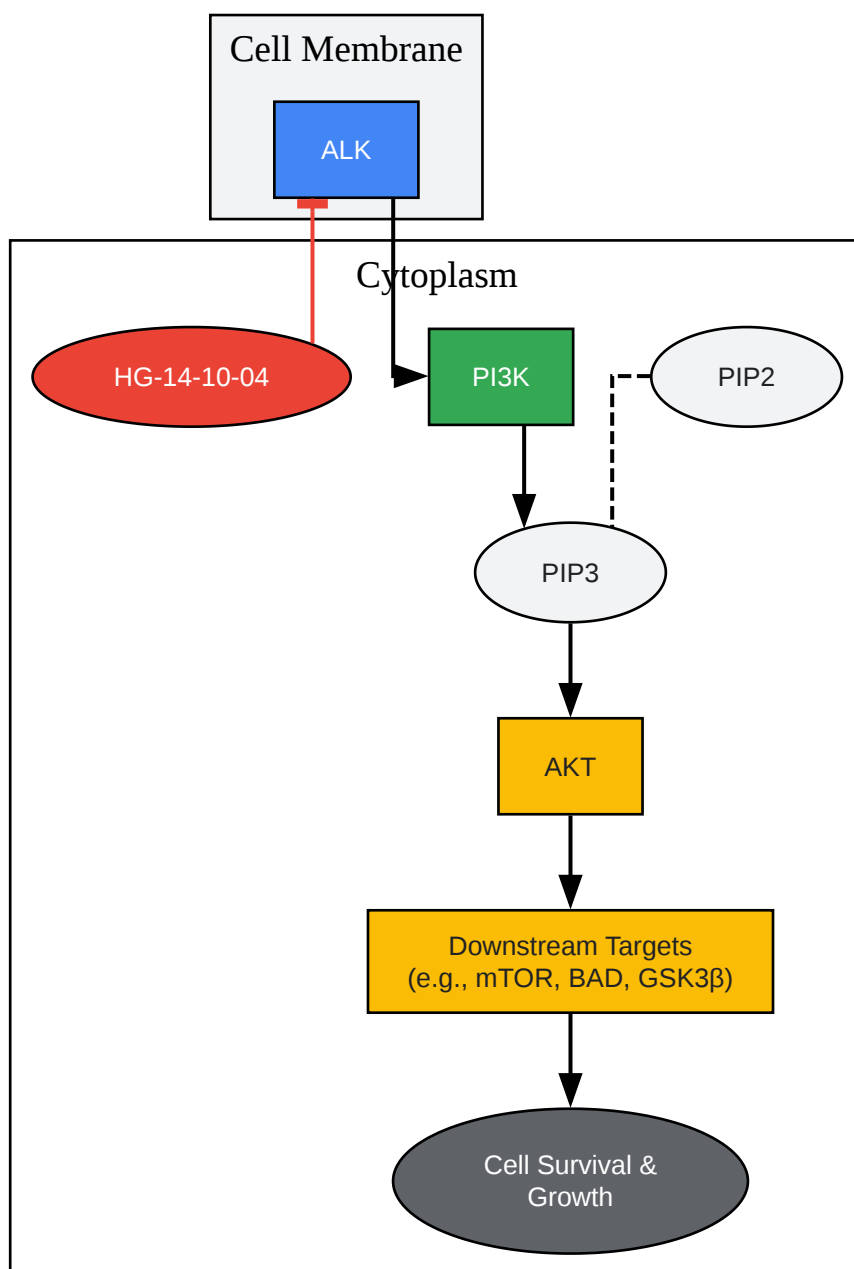 Cell Membrane
ALK
Cytoplasm
HG-14-10-04
PI3K
PIP2
PIP3
AKT
Downstream Targets
(e.g., mTOR, BAD, GSK3β)
Cell Survival &
Growth